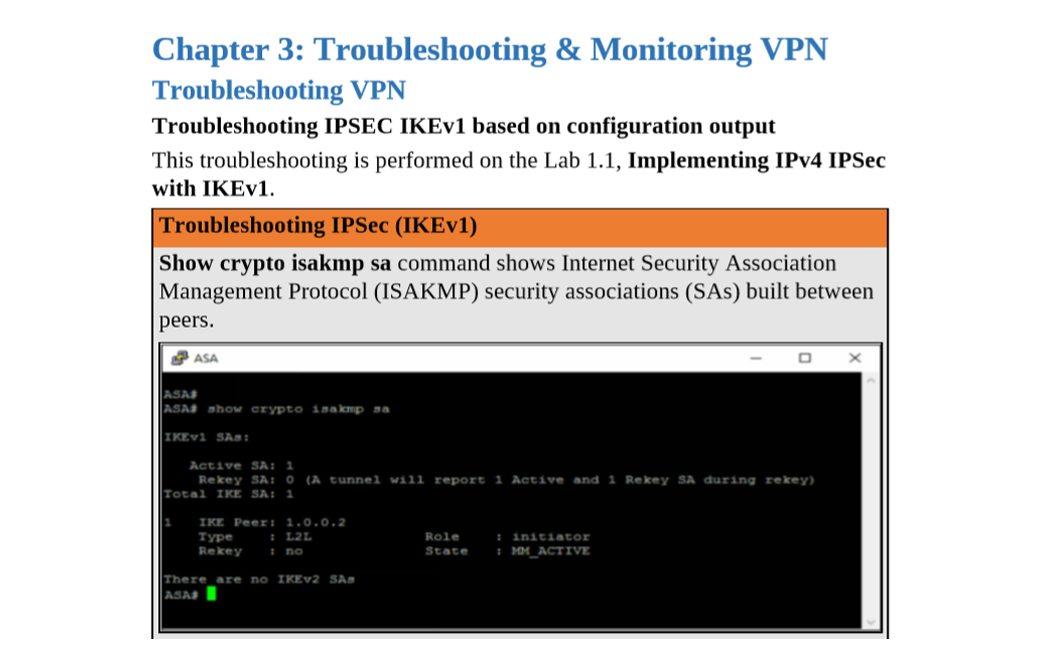 Chapter 3: Troubleshooting & Monitoring VPN
Troubleshooting VPN
Troubleshooting IPSEC IKEv1 based on configuration output
This troubleshooting is performed on the Lab 1.1, Implementing IPv4 IPSec
with IKEv1.
Troubleshooting IPSec (IKEv1)
Show crypto isakmp sa command shows Internet Security Association
Management Protocol (ISAKMP) security associations (SAs) built between
peers.
ASA
ASA#
ASA# show crypto isakmp sa
IKEv1 SAs:
Active SA: 1
Rekey SA: 0 (A tunnel will report 1 Active and 1 Rekey SA during rekey)
Total IKE SA: 1
1 IKE Peer: 1.0.0.2
Type : L2L Role : initiator
Rekey : no State : MM_ACTIVE
There are no IKEv2 SAs
ASA#